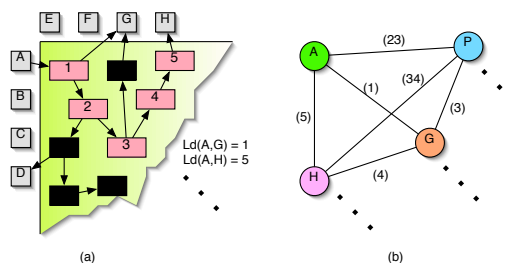 E F G H
A
B
C
D
1
2
3
4
5
Ld(A,G) = 1
Ld(A,H) = 5
(a)
A
P
G
H
(23)
(34)
(1)
(5)
(3)
(4)
(b)